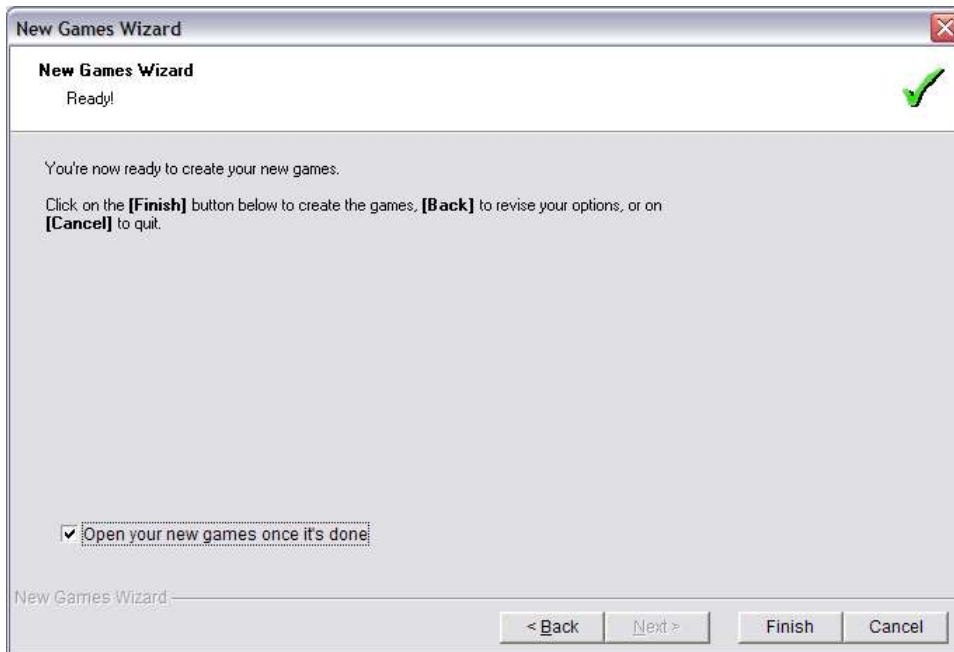 New Games Wizard
New Games Wizard
Ready!
You're now ready to create your new games.
Click on the [Finish] button below to create the games, [Back] to revise your options, or on
[Cancel] to quit.
Open your new games once it's done
New Games Wizard
< Back Next > Finish Cancel